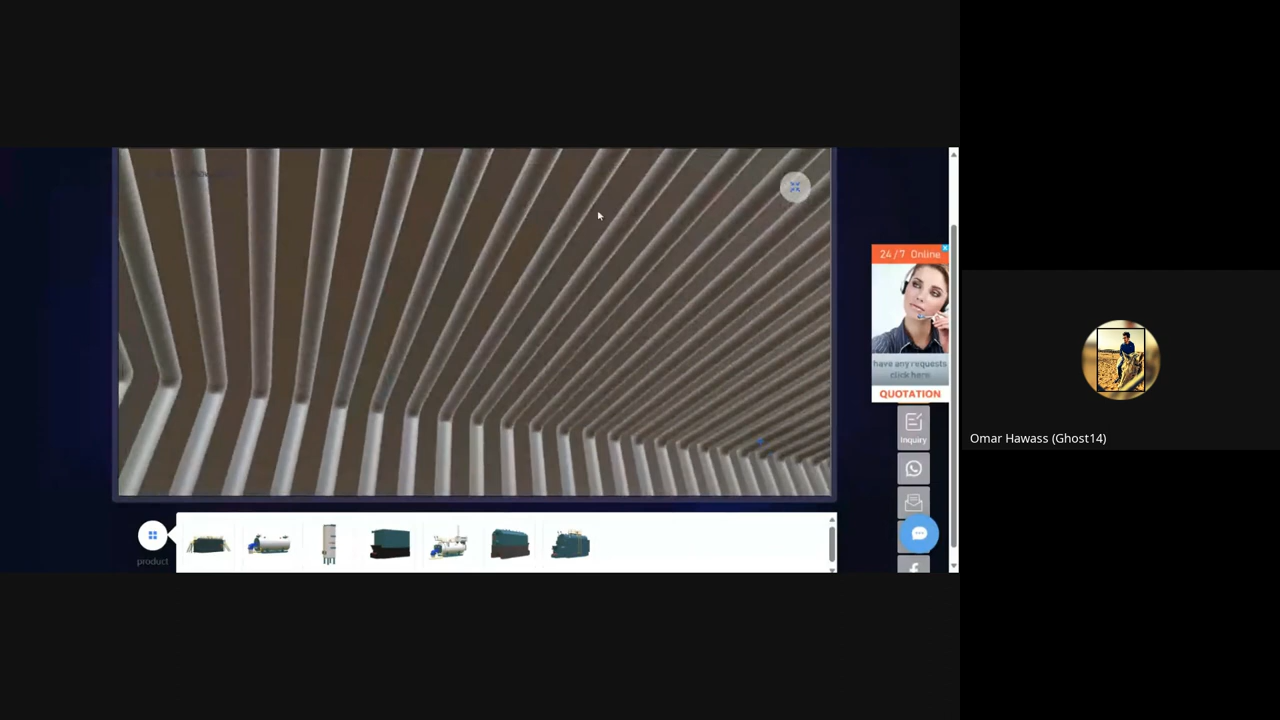 24/7 Online
have any requests
click here.
QUOTATION
Inquiry
product
Omar Hawass (Ghost14)